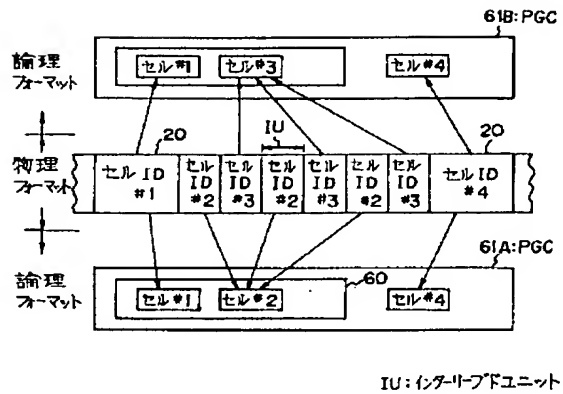 61B:PGC
論理
フォーマット
セル#1
セル#3
セル#4
20
IU
20
物理
フォーマット
セルID
#1
セル
ID
#2
セル
ID
#3
セル
ID
#2
セル
ID
#3
セル
ID
#2
セル
ID
#3
セルID
#4
61A:PGC
論理
フォーマット
60
セル#1
セル#2
セル#4
IU:インターリーブドユニット